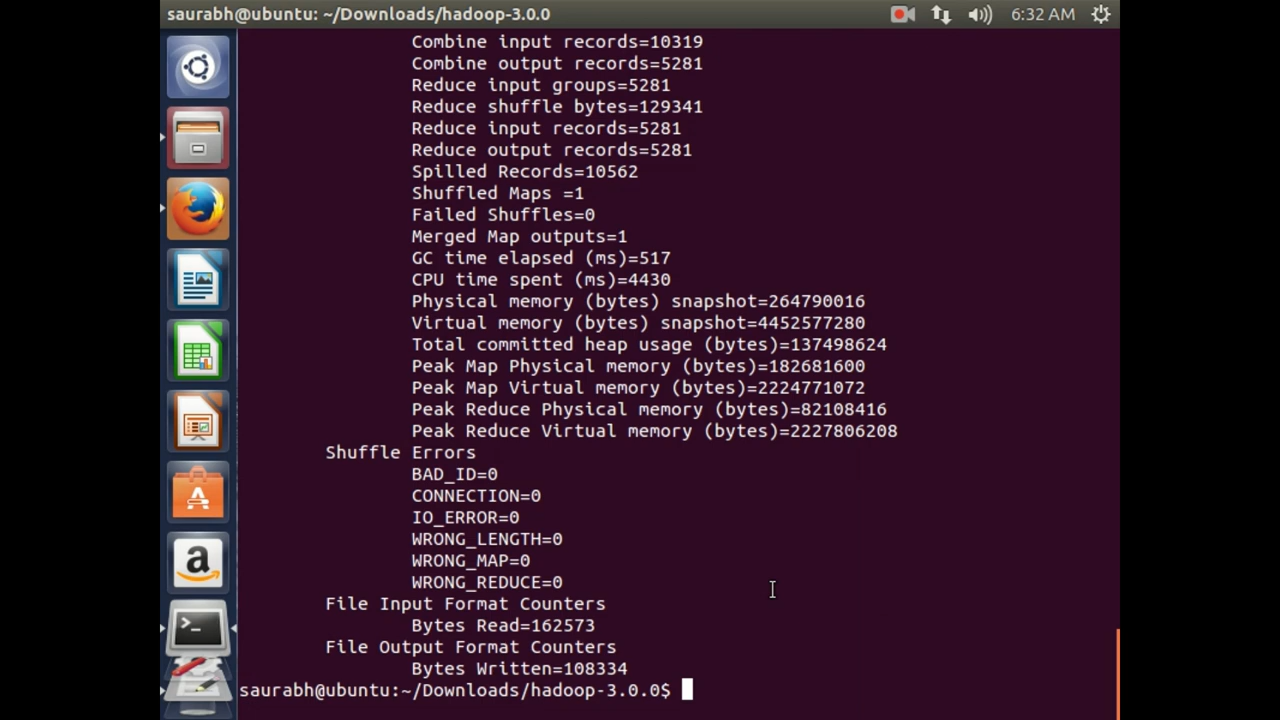 saurabh@ubuntu: ~/Downloads/hadoop-3.0.0 6:32 AM
Combine input records=10319
Combine output records=5281
Reduce input groups=5281
Reduce shuffle bytes=129341
Reduce input records=5281
Reduce output records=5281
Spilled Records=10562
Shuffled Maps =1
Failed Shuffles=0
Merged Map outputs=1
GC time elapsed (ms)=517
CPU time spent (ms)=4430
Physical memory (bytes) snapshot=264790016
Virtual memory (bytes) snapshot=4452577280
Total committed heap usage (bytes)=137498624
Peak Map Physical memory (bytes)=182681600
Peak Map Virtual memory (bytes)=2224771072
Peak Reduce Physical memory (bytes)=82108416
Peak Reduce Virtual memory (bytes)=2227806208
Shuffle Errors
BAD_ID=0
CONNECTION=0
IO_ERROR=0
WRONG_LENGTH=0
WRONG_MAP=0
WRONG_REDUCE=0
File Input Format Counters
Bytes Read=162573
File Output Format Counters
Bytes Written=108334
saurabh@ubuntu:~/Downloads/hadoop-3.0.0$